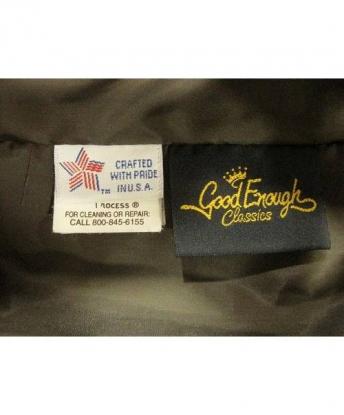 CRAFTED
WITH PRIDE
IN U.S.A.
FOR CLEANING OR REPAIR:
CALL 800-845-6155
Good Enough
Classics